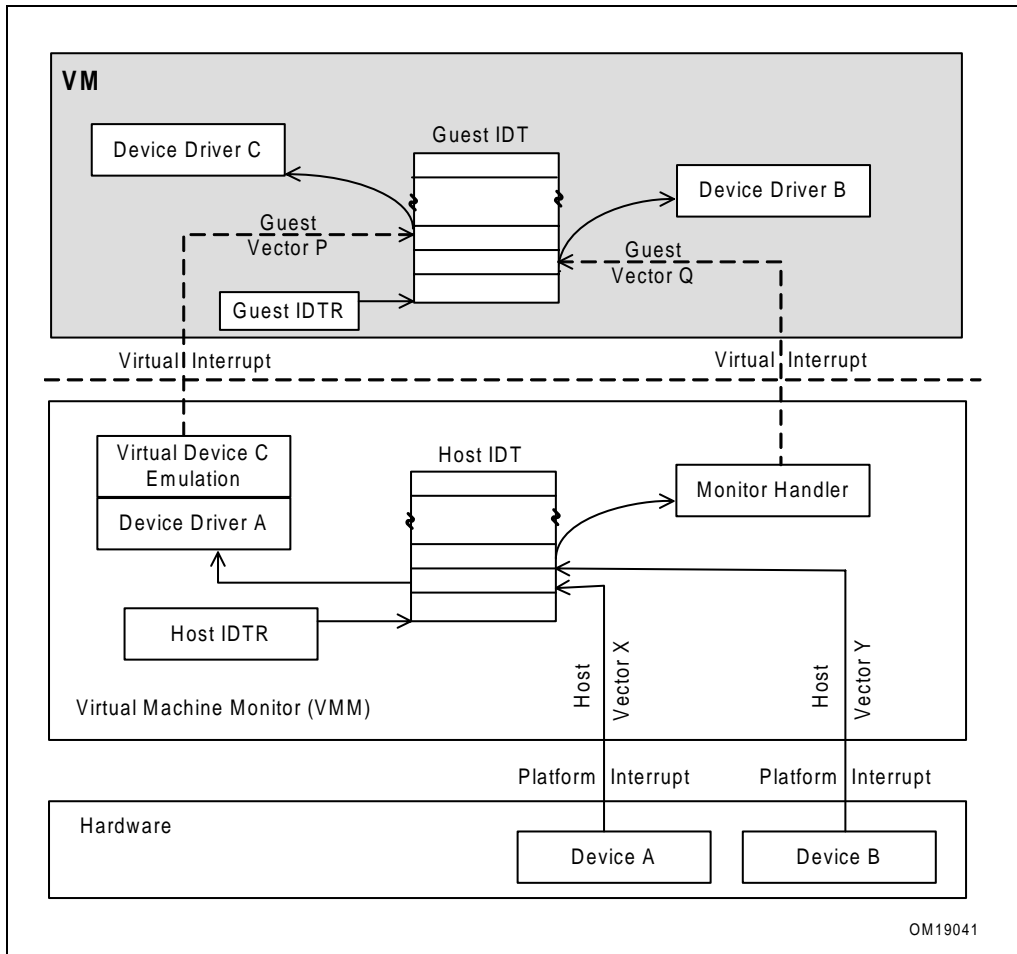 VM
Guest IDT
Device Driver C
Device Driver B
Guest
Vector P
Guest
Vector Q
Guest IDTR
Virtual Interrupt
Virtual Interrupt
Virtual Device C
Emulation
Host IDT
Monitor Handler
Device Driver A
Host IDTR
Host
Vector X
Host
Vector Y
Virtual Machine Monitor (VMM)
Platform Interrupt
Platform Interrupt
Hardware
Device A
Device B
OM19041